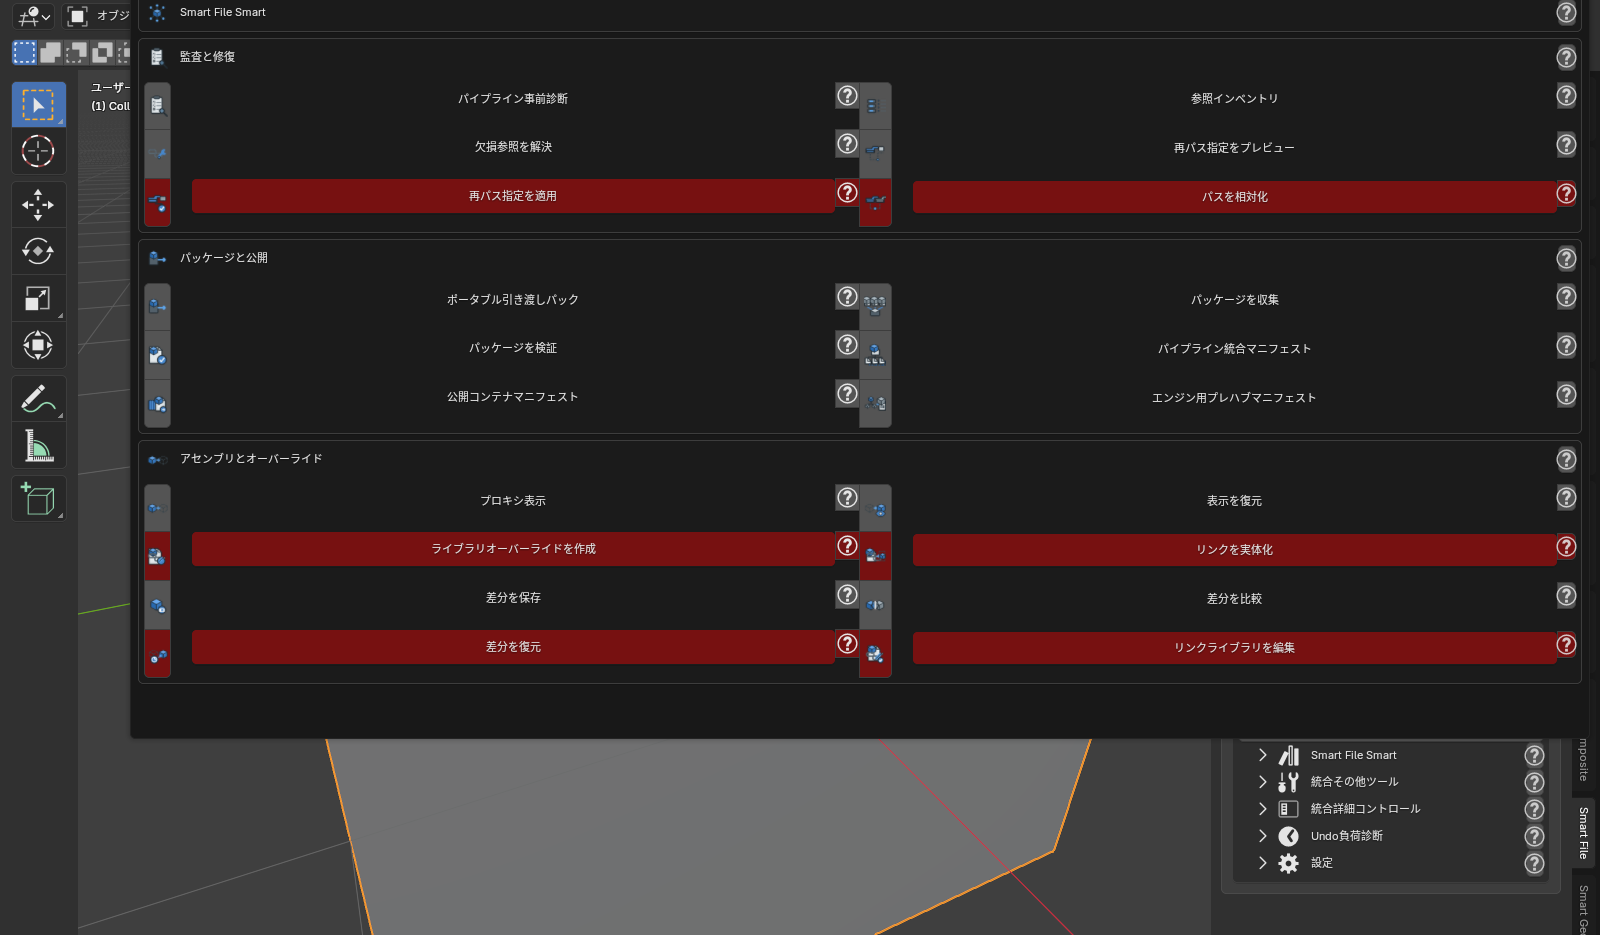 オブジ
Smart File Smart
ユーザー
(1) Coll
監査と修復
パイプライン事前診断
参照インベントリ
欠損参照を解決
再パス指定をプレビュー
再パス指定を適用
パスを相対化
パッケージと公開
ポータブル引き渡しパック
パッケージを収集
パッケージを検証
パイプライン統合マニフェスト
公開コンテナマニフェスト
エンジン用プレハブマニフェスト
アセンブリとオーバーライド
プロキシ表示
表示を復元
ライブラリオーバーライドを作成
リンクを実体化
差分を保存
差分を比較
差分を復元
リンクライブラリを編集
Smart File Smart
統合その他ツール
統合詳細コントロール
Undo負荷診断
設定
mposite
Smart File
Smart Geo